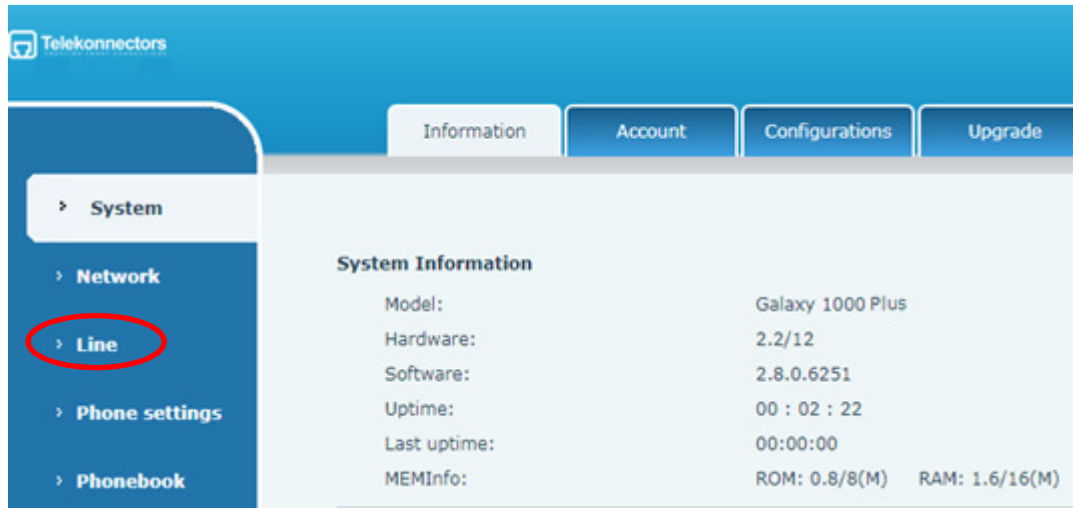 Telekonnectors
Information
Account
Configurations
Upgrade
> System
> Network
> Line
> Phone settings
> Phonebook
System Information
Model: Galaxy 1000 Plus
Hardware: 2.2/12
Software: 2.8.0.6251
Uptime: 00 : 02 : 22
Last uptime: 00:00:00
MEMInfo: ROM: 0.8/8(M) RAM: 1.6/16(M)